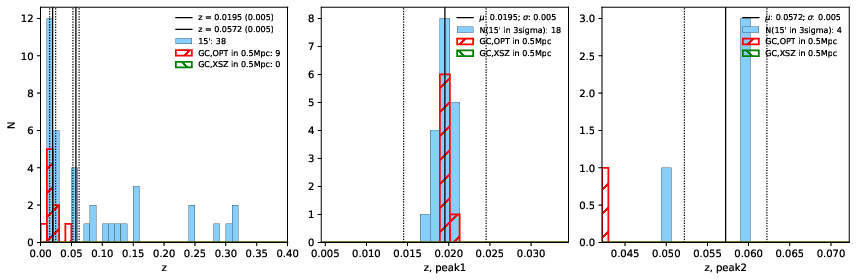 z = 0.0195 (0.005)
z = 0.0572 (0.005)
15': 38
GC,OPT in 0.5Mpc: 9
GC,XSZ in 0.5Mpc: 0
N
12
10
8
6
4
2
0
0.00 0.05 0.10 0.15 0.20 0.25 0.30 0.35 0.40
z
μ: 0.0195; σ: 0.005
N(15' in 3sigma): 18
GC,OPT in 0.5Mpc
GC,XSZ in 0.5Mpc
8
7
6
5
4
3
2
1
0
0.005 0.010 0.015 0.020 0.025 0.030
z, peak1
μ: 0.0572; σ: 0.005
N(15' in 3sigma): 4
GC,OPT in 0.5Mpc
GC,XSZ in 0.5Mpc
3.0
2.5
2.0
1.5
1.0
0.5
0.0
0.045 0.050 0.055 0.060 0.065 0.070
z, peak2